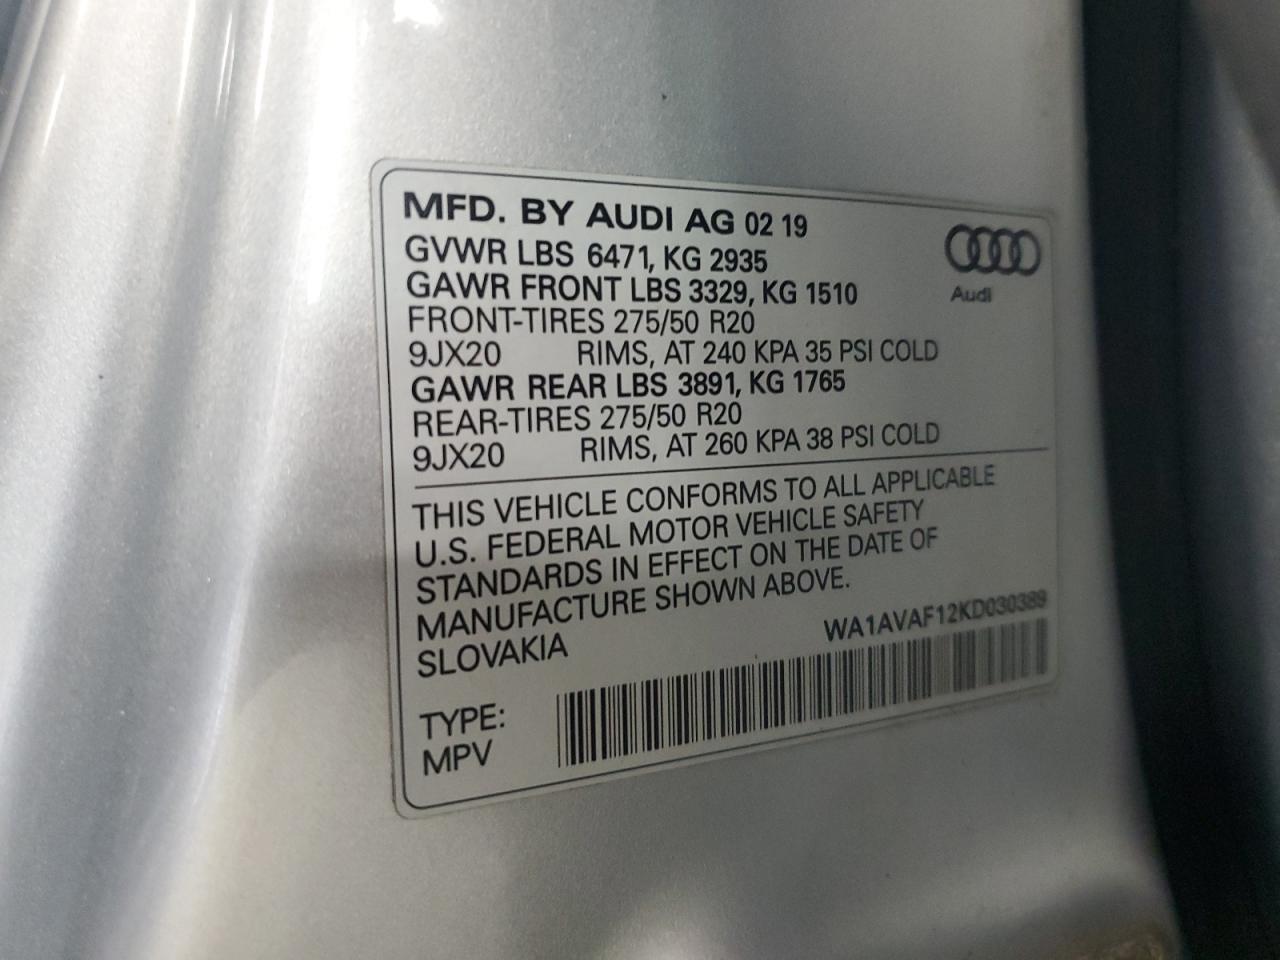 MFD. BY AUDI AG 02 19
GVWR LBS 6471, KG 2935
GAWR FRONT LBS 3329, KG 1510
FRONT-TIRES 275/50 R20
9JX20 RIMS, AT 240 KPA 35 PSI COLD
GAWR REAR LBS 3891, KG 1765
REAR-TIRES 275/50 R20
9JX20 RIMS, AT 260 KPA 38 PSI COLD
Audi
THIS VEHICLE CONFORMS TO ALL APPLICABLE
U.S. FEDERAL MOTOR VEHICLE SAFETY
STANDARDS IN EFFECT ON THE DATE OF
MANUFACTURE SHOWN ABOVE.
SLOVAKIA
WA1AVAF12KD030389
TYPE:
MPV